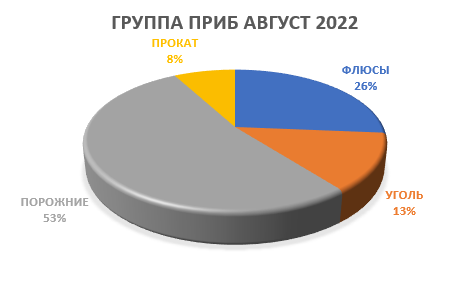 ГРУППА ПРИБ АВГУСТ 2022
ПРОКАТ
8%
ФЛЮСЫ
26%
ПОРОЖНИЕ
53%
УГОЛЬ
13%